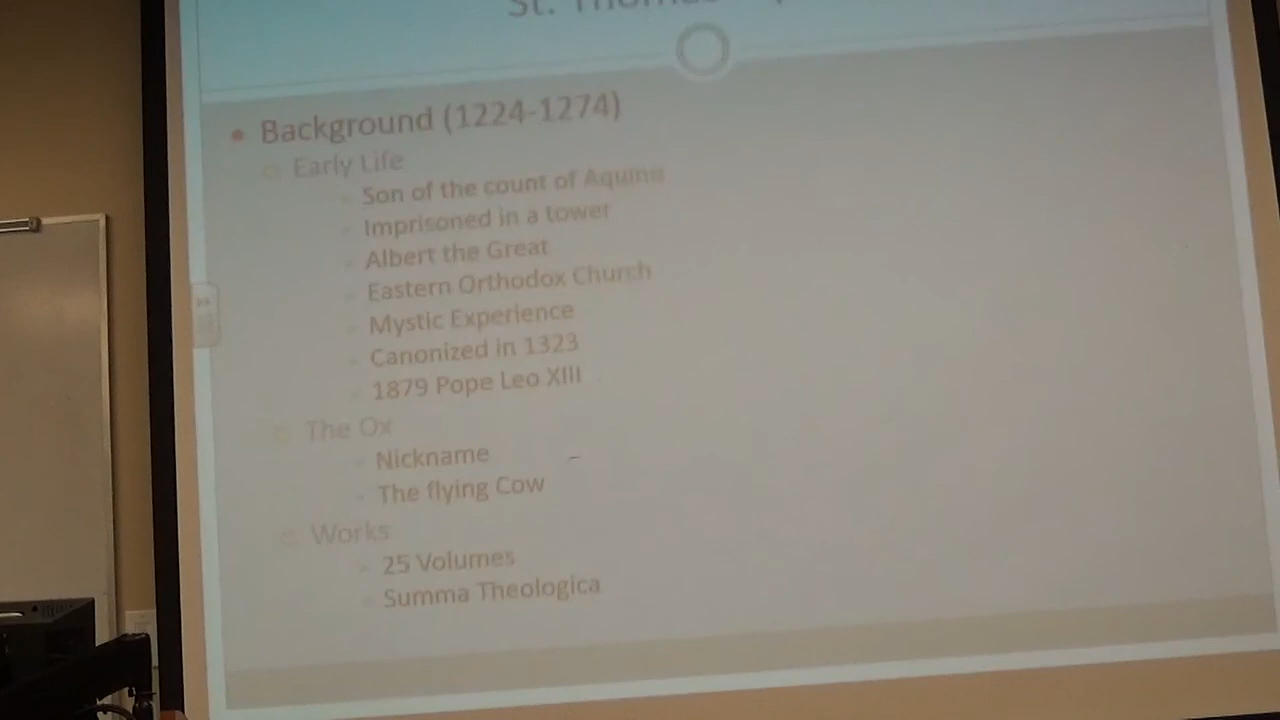 St. Thomas
Background (1224-1274)
Early Life
Son of the count of Aquino
Imprisoned in a tower
Albert the Great
Eastern Orthodox Church
Mystic Experience
Canonized in 1323
1879 Pope Leo XIII
The Ox
Nickname
The flying Cow
Works
25 Volumes
Summa Theologica